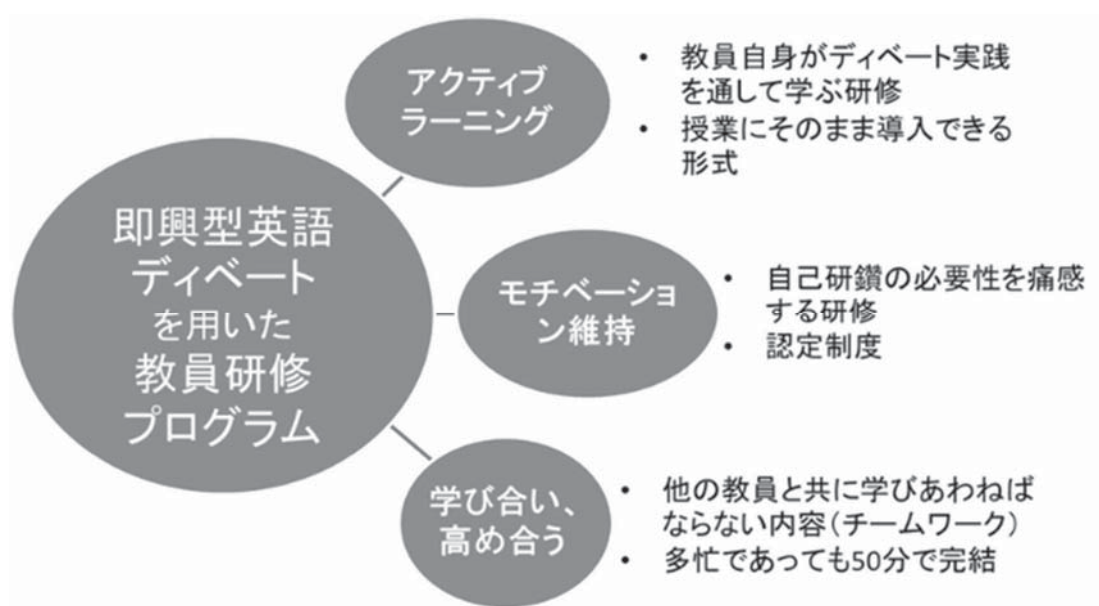 即興型英語
ディベート
を用いた
教員研修
プログラム
アクティブ
ラーニング
• 教員自身がディベート実践
を通して学ぶ研修
• 授業にそのまま導入できる
形式
モチベーショ
ン維持
• 自己研鑽の必要性を痛感
する研修
• 認定制度
学び合い、
高め合う
• 他の教員と共に学びあわねば
ならない内容(チームワーク)
• 多忙であっても50分で完結